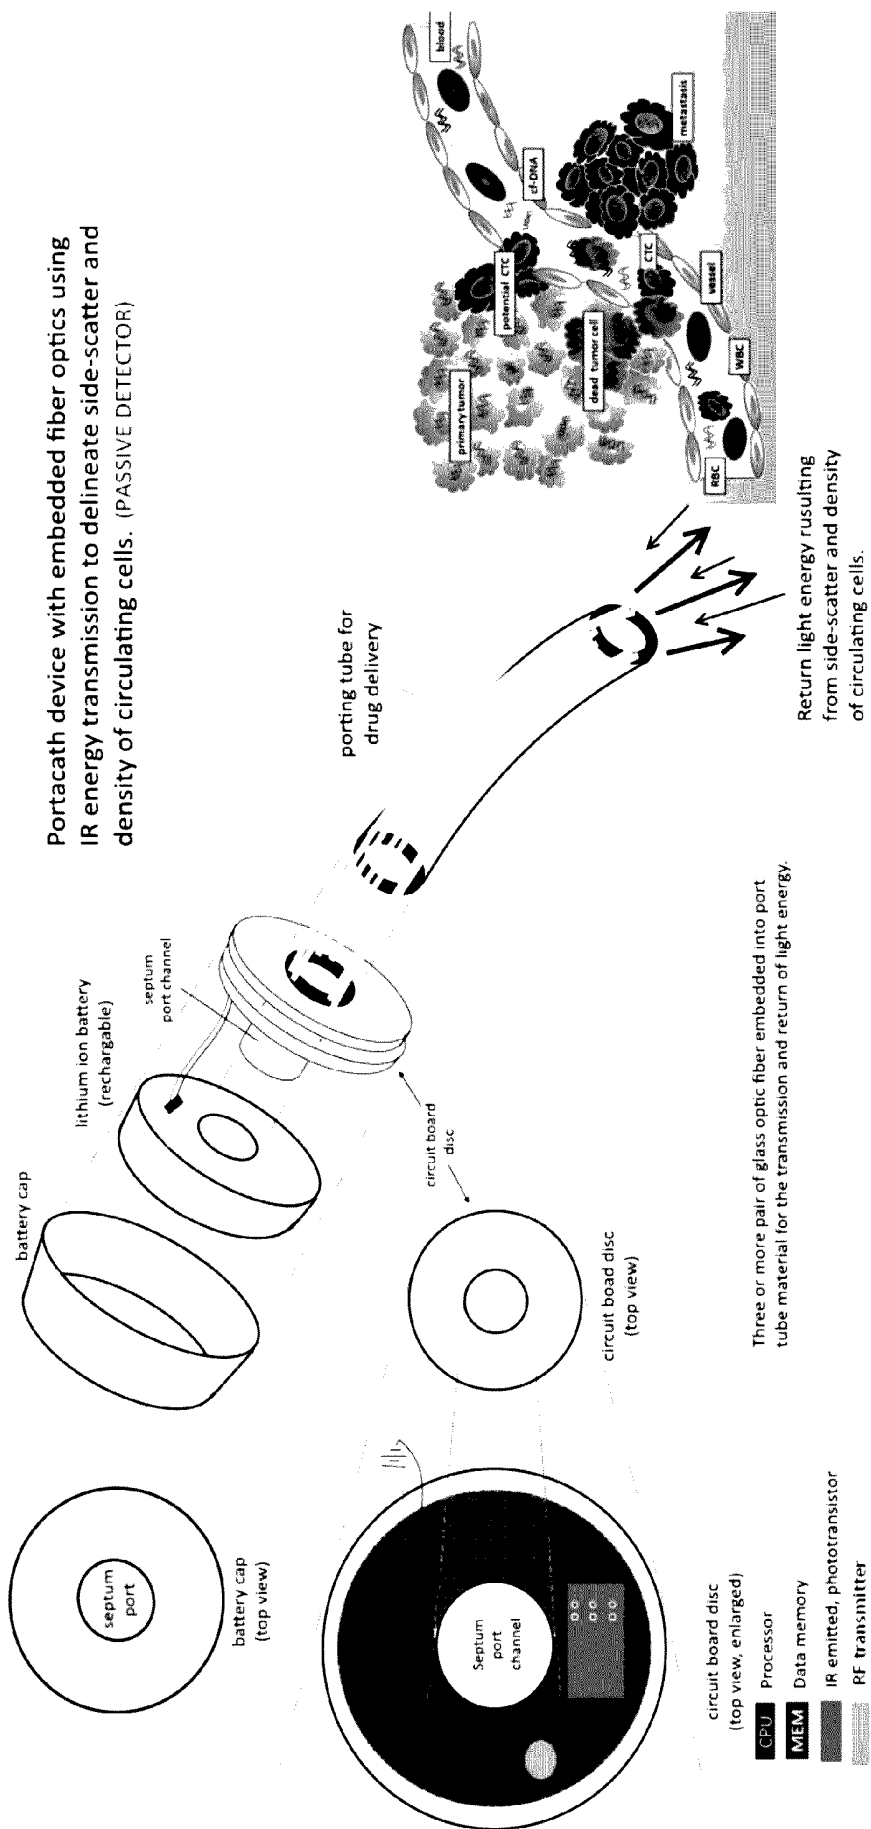 Portacath device with embedded fiber optics using
IR energy transmission to delineate side-scatter and
density of circulating cells. (PASSIVE DETECTOR)
battery cap
lithium ion battery
(rechargable)
septum
port channel
porting tube for
drug delivery
septum
port
battery cap
(top view)
circuit board
disc
circuit boad disc
(top view)
Septum
port
channel
circuit board disc
(top view, enlarged)
CPU Processor
MEM Data memory
IR emitted, phototransistor
RF transmitter
Three or more pair of glass optic fiber embedded into port
tube material for the transmission and return of light energy.
Return light energy rusulting
from side-scatter and density
of circulating cells.
primary tumor
potential CTC
dead tumor cell
cf-DNA
blood
CTC
metastasis
vessel
WBC
RBC